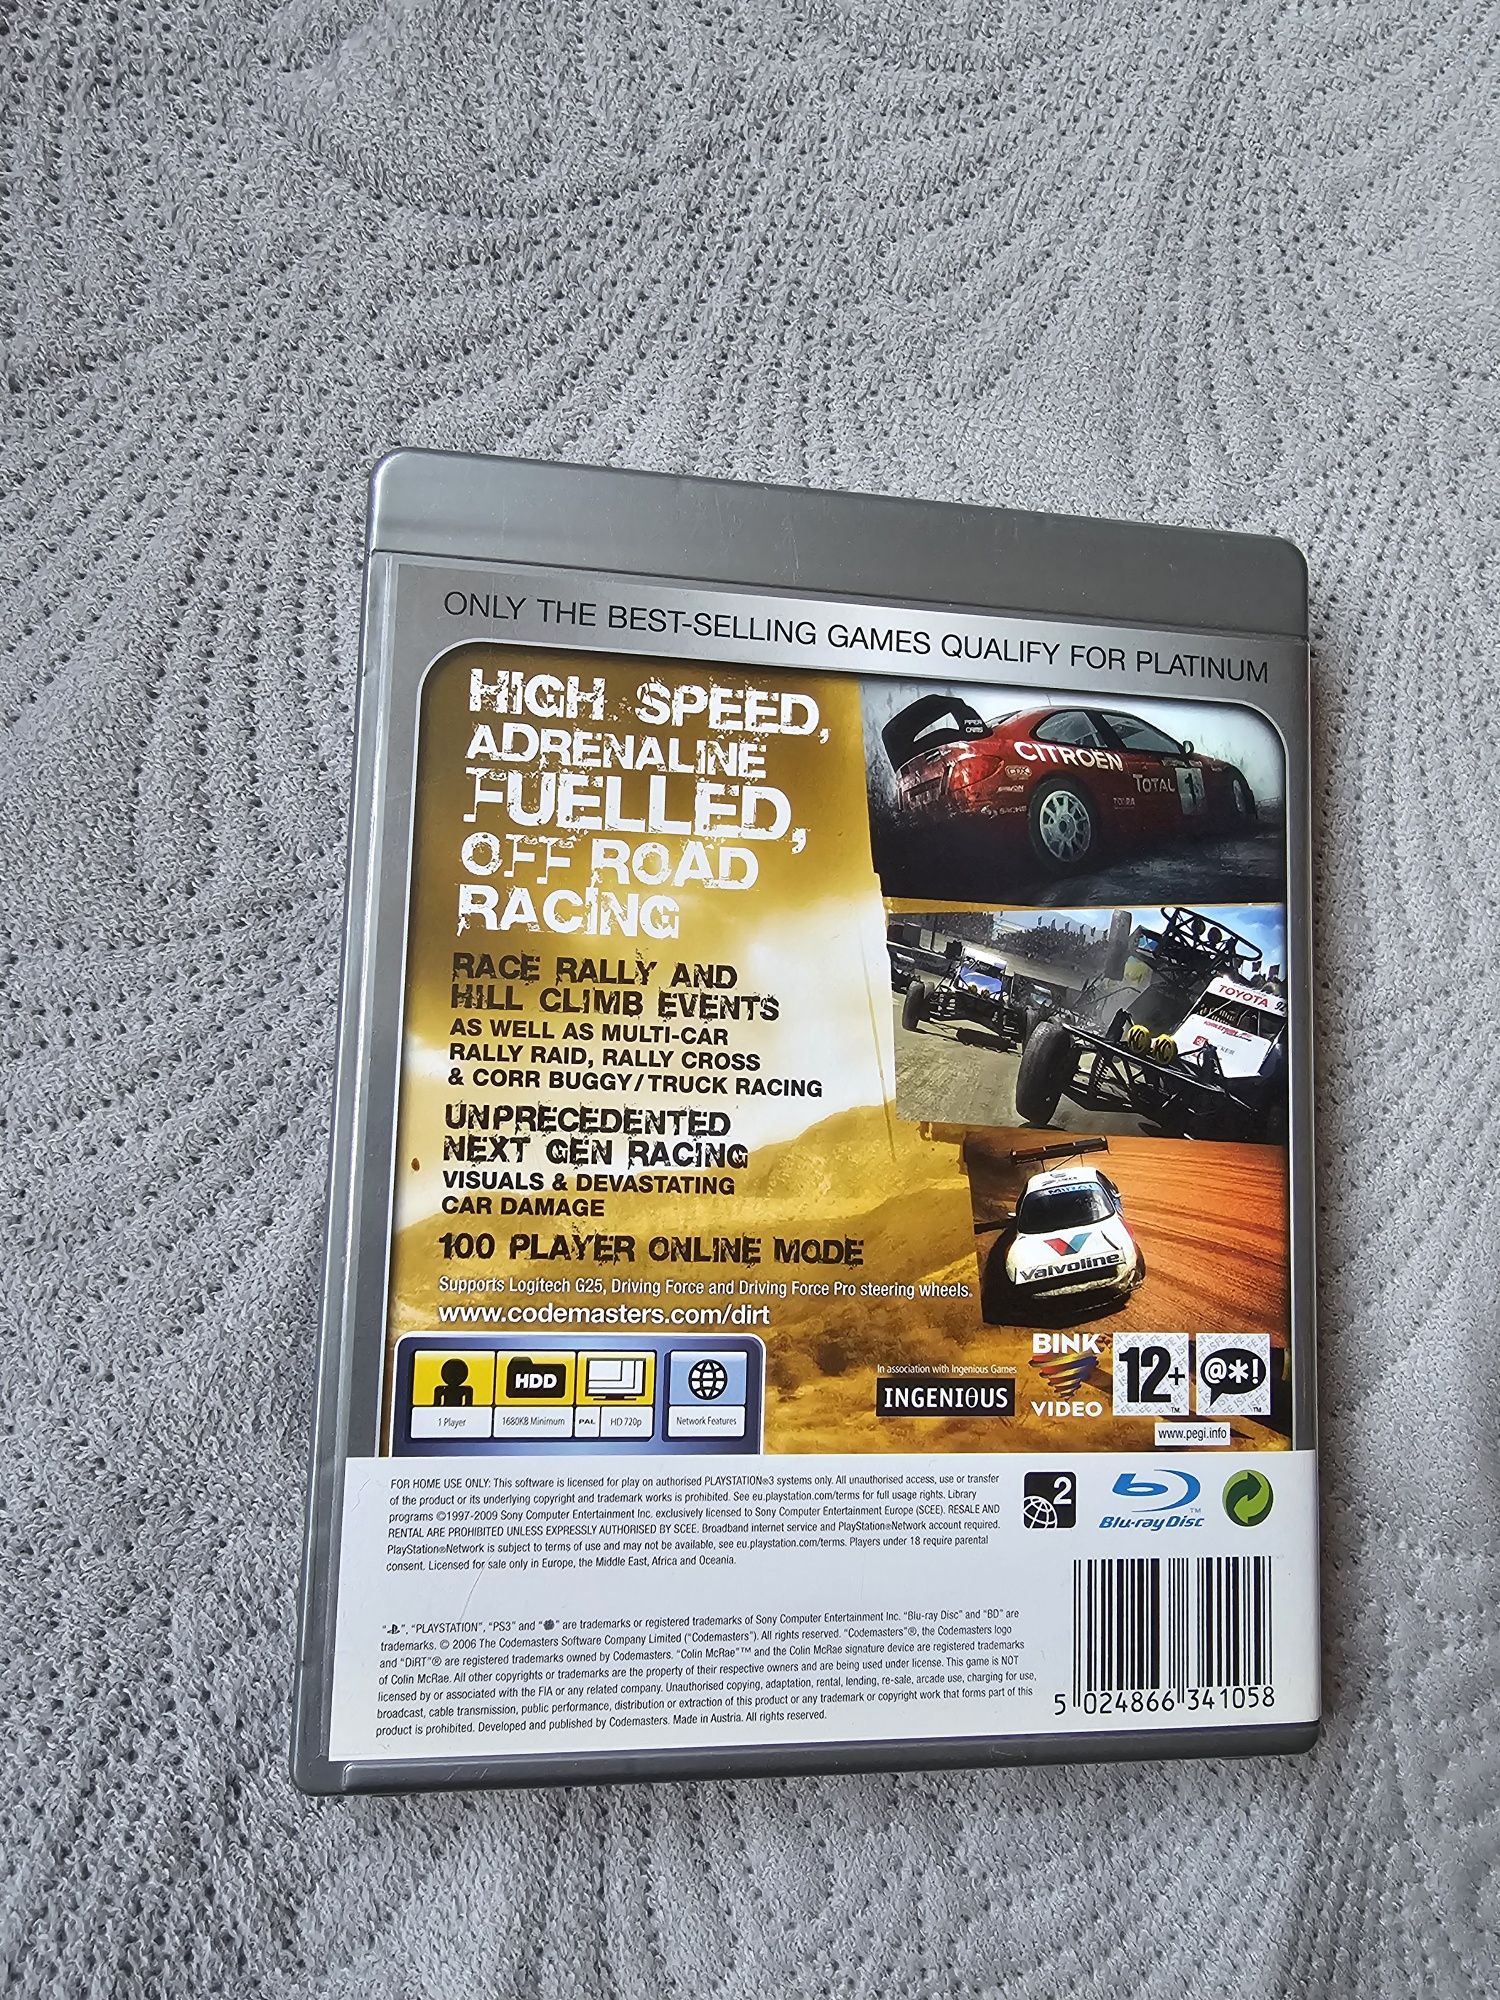 ONLY THE BEST-SELLING GAMES QUALIFY FOR PLATINUM
HIGH SPEED,
ADRENALINE
FUELLED,
OFF ROAD
RACING
RACE RALLY AND
HILL CLIMB EVENTS
AS WELL AS MULTI-CAR
RALLY RAID, RALLY CROSS
& CORR BUGGY/TRUCK RACING
UNPRECEDENTED
NEXT GEN RACING
VISUALS & DEVASTATING
CAR DAMAGE
100 PLAYER ONLINE MODE
Supports Logitech G25, Driving Force and Driving Force Pro steering wheels.
www.codemasters.com/dirt
PIPER
CAMS
CITROËN
TOTAL
1
TOYOTA
KC KC
Valvoline
HDD
1 Player
1680KB Minimum
PAL
HD 720p
Network Features
In association with Ingenious Games
INGENIOUS
BINK
VIDEO
12+
@*!
www.pegi.info
FOR HOME USE ONLY: This software is licensed for play on authorised PLAYSTATION®3 systems only. All unauthorised access, use or transfer
of the product or its underlying copyright and trademark works is prohibited. See eu.playstation.com/terms for full usage rights. Library
programs ©1997-2009 Sony Computer Entertainment Inc. exclusively licensed to Sony Computer Entertainment Europe (SCEE). RESALE AND
RENTAL ARE PROHIBITED UNLESS EXPRESSLY AUTHORISED BY SCEE. Broadband internet service and PlayStation®Network account required.
PlayStation®Network is subject to terms of use and may not be available, see eu.playstation.com/terms. Players under 18 require parental
consent. Licensed for sale only in Europe, the Middle East, Africa and Oceania.
2
Blu-ray Disc™
"", "PLAYSTATION", "PS3" and "" are trademarks or registered trademarks of Sony Computer Entertainment Inc. "Blu-ray Disc" and "BD" are
trademarks. © 2006 The Codemasters Software Company Limited ("Codemasters"). All rights reserved. "Codemasters"®, the Codemasters logo
and "DiRT"® are registered trademarks owned by Codemasters. "Colin McRae"™ and the Colin McRae signature device are registered trademarks
of Colin McRae. All other copyrights or trademarks are the property of their respective owners and are being used under license. This game is NOT
licensed by or associated with the FIA or any related company. Unauthorised copying, adaptation, rental, lending, re-sale, arcade use, charging for use,
broadcast, cable transmission, public performance, distribution or extraction of this product or any trademark or copyright work that forms part of this
product is prohibited. Developed and published by Codemasters. Made in Austria. All rights reserved.
5 024866 341058